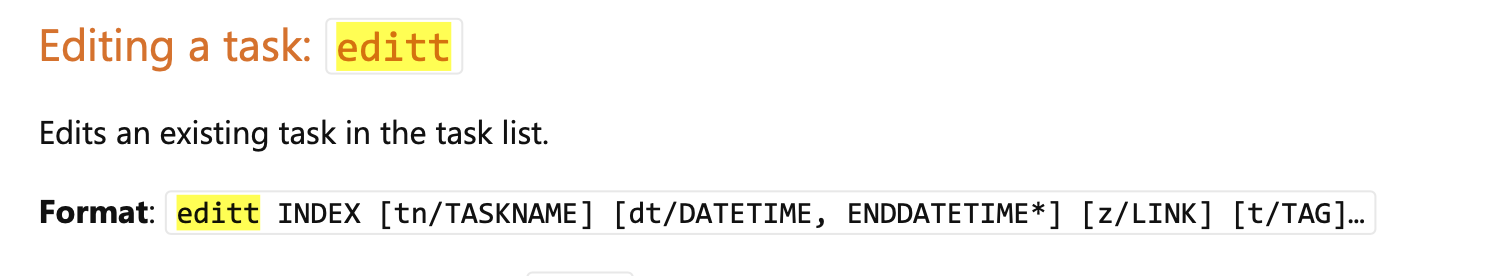 Editing a task: editt
Edits an existing task in the task list.
Format: editt INDEX [tn/TASKNAME] [dt/DATETIME, ENDDATETIME*] [z/LINK] [t/TAG]…